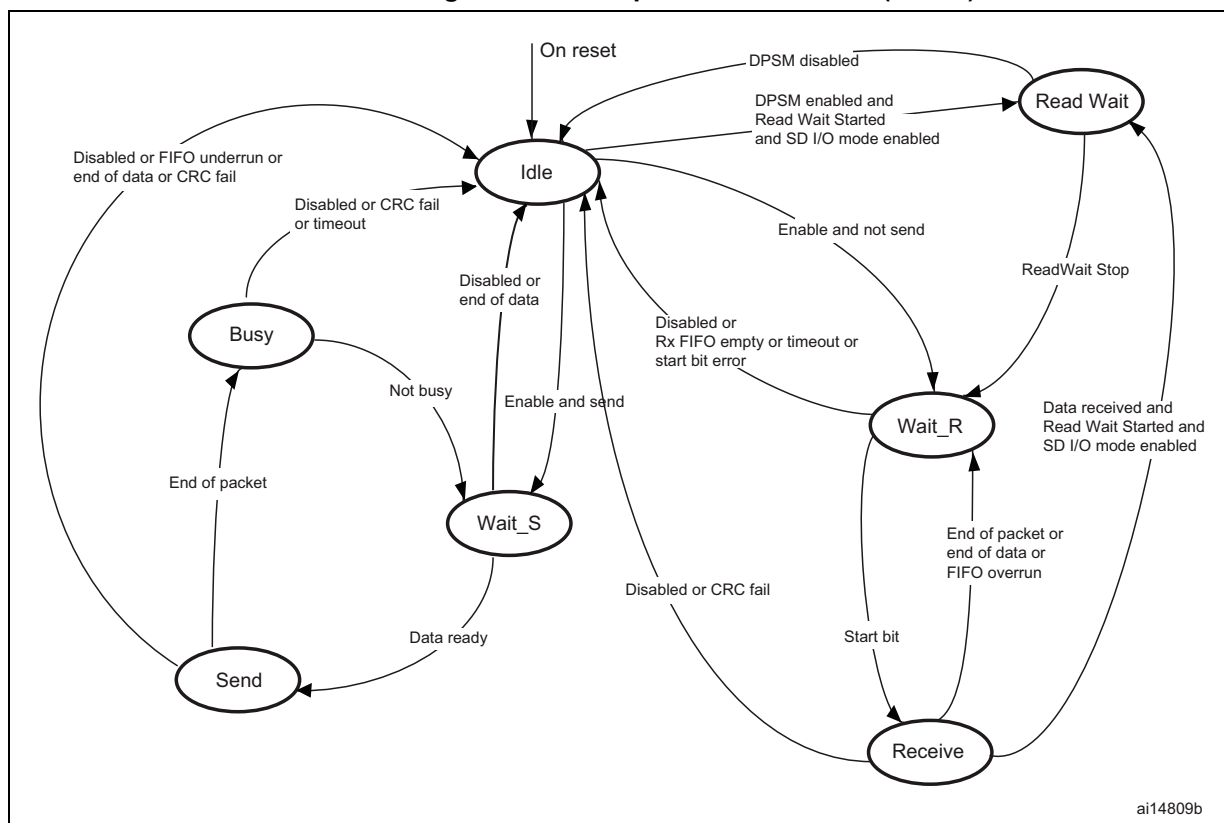 On reset
DPSM disabled
Read Wait
DPSM enabled and
Read Wait Started
and SD I/O mode enabled
Disabled or FIFO underrun or
end of data or CRC fail
Idle
Disabled or CRC fail
or timeout
Enable and not send
ReadWait Stop
Disabled or
end of data
Disabled or
Rx FIFO empty or timeout or
start bit error
Busy
Not busy
Enable and send
Wait_R
Data received and
Read Wait Started and
SD I/O mode enabled
End of packet
Wait_S
End of packet or
end of data or
FIFO overrun
Disabled or CRC fail
Data ready
Start bit
Send
Receive
ai14809b